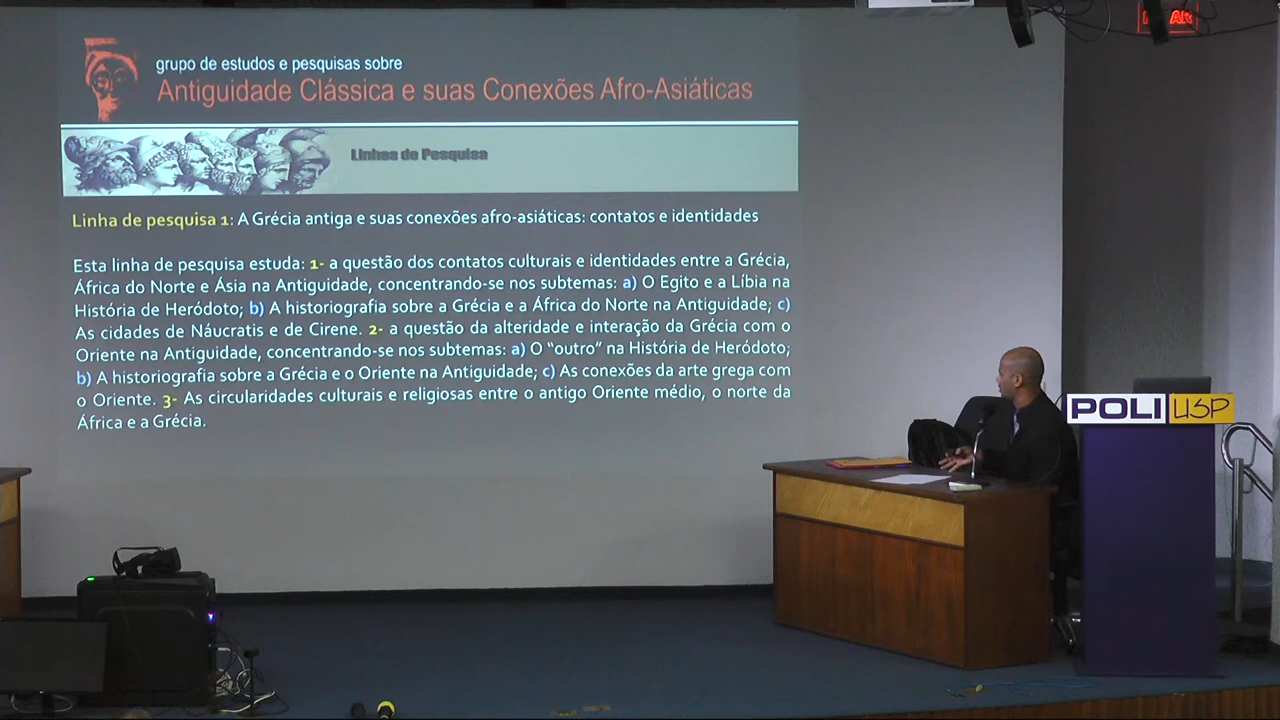 grupo de estudos e pesquisas sobre
Antiguidade Clássica e suas Conexões Afro-Asiáticas
Linhas de Pesquisa
Linha de pesquisa 1: A Grécia antiga e suas conexões afro-asiáticas: contatos e identidades
Esta linha de pesquisa estuda: 1- a questão dos contatos culturais e identidades entre a Grécia,
África do Norte e Ásia na Antiguidade, concentrando-se nos subtemas: a) O Egito e a Líbia na
História de Heródoto; b) A historiografia sobre a Grécia e a África do Norte na Antiguidade; c)
As cidades de Náucratis e de Cirene. 2- a questão da alteridade e interação da Grécia com o
Oriente na Antiguidade, concentrando-se nos subtemas: a) O “outro” na História de Heródoto;
b) A historiografia sobre a Grécia e o Oriente na Antiguidade; c) As conexões da arte grega com
o Oriente. 3- As circularidades culturais e religiosas entre o antigo Oriente médio, o norte da
África e a Grécia.
POLI USP
AR